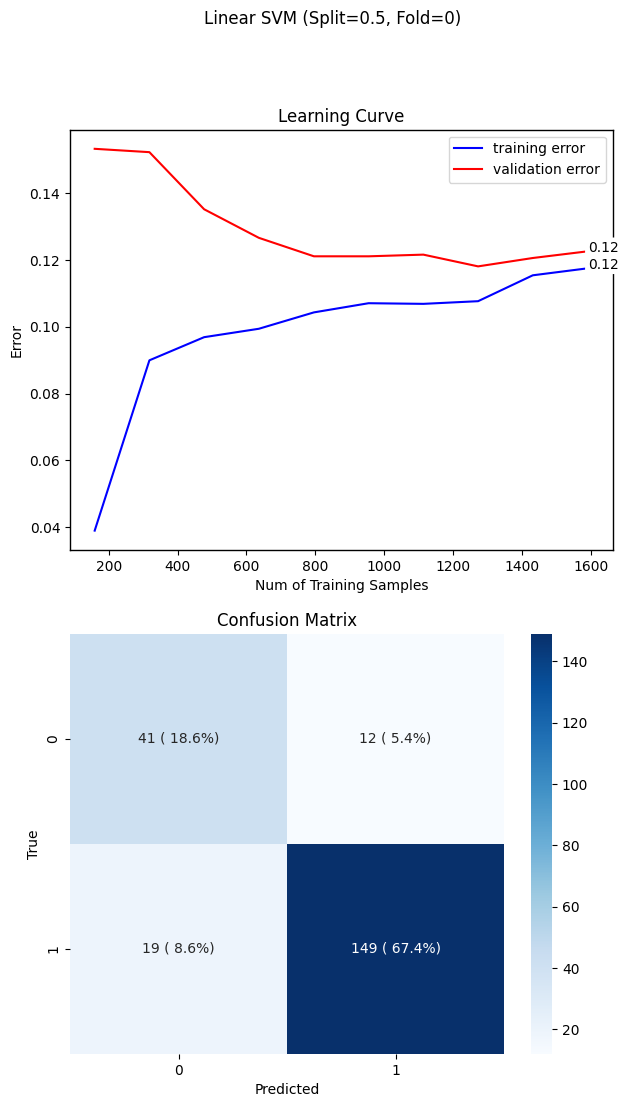 Linear SVM (Split=0.5, Fold=0)
Learning Curve
training error
validation error
0.14
0.12
0.10
0.08
0.06
0.04
Error
0.12
0.12
200 400 600 800 1000 1200 1400 1600
Num of Training Samples
Confusion Matrix
41 ( 18.6%) 12 ( 5.4%)
19 ( 8.6%) 149 ( 67.4%)
0
1
True
0 1
Predicted
140
120
100
80
60
40
20